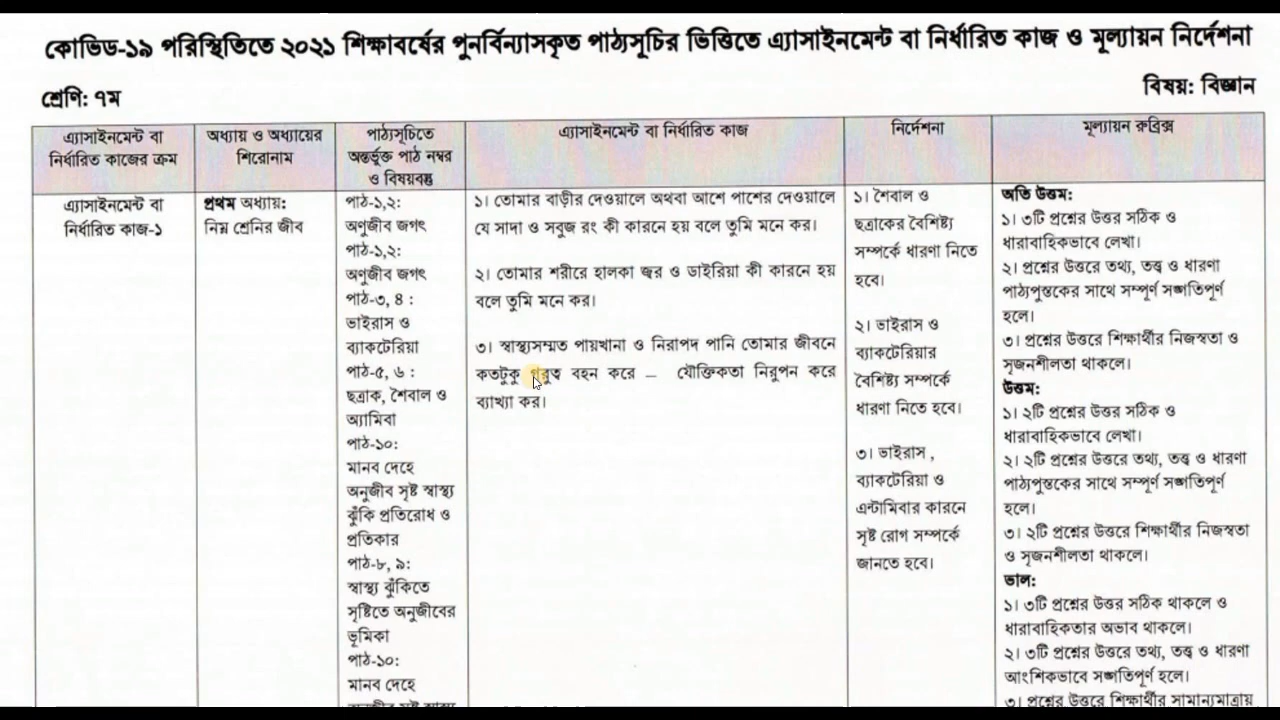 কোভিড-১৯ পরিস্থিতিতে ২০২১ শিক্ষাবর্ষের পুনর্বিন্যাসকৃত পাঠ্যসূচির ভিত্তিতে এ্যাসাইনমেন্ট বা নির্ধারিত কাজ ও মূল্যায়ন নির্দেশনা
শ্রেণি: ৭ম
বিষয়: বিজ্ঞান
এ্যাসাইনমেন্ট বা
নির্ধারিত কাজের ক্রম
অধ্যায় ও অধ্যায়ের
শিরোনাম
পাঠ্যসূচিতে
অন্তর্ভুক্ত পাঠ নম্বর
ও বিষয়বস্তু
এ্যাসাইনমেন্ট বা নির্ধারিত কাজ
নির্দেশনা
মূল্যায়ন রুব্রিক্স
এ্যাসাইনমেন্ট বা
নির্ধারিত কাজ-১
প্রথম অধ্যায়:
নিম্ন শ্রেনির জীব
পাঠ-১,২:
অণুজীব জগৎ
পাঠ-১,২:
অণুজীব জগৎ
পাঠ-৩, ৪ :
ভাইরাস ও
ব্যাকটেরিয়া
পাঠ-৫, ৬ :
ছত্রাক, শৈবাল ও
অ্যামিবা
পাঠ-১০:
মানব দেহে
অনুজীব সৃষ্ট স্বাস্থ্য
ঝুঁকি প্রতিরোধ ও
প্রতিকার
পাঠ-৮, ৯:
স্বাস্থ্য ঝুঁকিতে
সৃষ্টিতে অনুজীবের
ভূমিকা
পাঠ-১০:
মানব দেহে
১। তোমার বাড়ীর দেওয়ালে অথবা আশে পাশের দেওয়ালে
যে সাদা ও সবুজ রং কী কারনে হয় বলে তুমি মনে কর।
২। তোমার শরীরে হালকা জ্বর ও ডাইরিয়া কী কারনে হয়
বলে তুমি মনে কর।
৩। স্বাস্থ্যসম্মত পায়খানা ও নিরাপদ পানি তোমার জীবনে
কতটুকু বহন করে – যৌক্তিকতা নিরুপন করে
ব্যাখ্যা কর।
১। শৈবাল ও
ছত্রাকের বৈশিষ্ট্য
সম্পর্কে ধারণা নিতে
হবে।
২। ভাইরাস ও
ব্যাকটেরিয়ার
বৈশিষ্ট্য সম্পর্কে
ধারণা নিতে হবে।
৩। ভাইরাস ,
ব্যাকটেরিয়া ও
এন্টামিবার কারনে
সৃষ্ট রোগ সম্পর্কে
জানতে হবে।
অতি উত্তম:
১। ৩টি প্রশ্নের উত্তর সঠিক ও
ধারাবাহিকভাবে লেখা।
২। প্রশ্নের উত্তরে তথ্য, তত্ত্ব ও ধারণা
পাঠ্যপুস্তকের সাথে সম্পূর্ণ সঙ্গতিপূর্ণ
হলে।
৩। প্রশ্নের উত্তরে শিক্ষার্থীর নিজস্বতা ও
সৃজনশীলতা থাকলে।
উত্তম:
১। ২টি প্রশ্নের উত্তর সঠিক ও
ধারাবাহিকভাবে লেখা।
২। ২টি প্রশ্নের উত্তরে তথ্য, তত্ত্ব ও ধারণা
পাঠ্যপুস্তকের সাথে সম্পূর্ণ সঙ্গতিপূর্ণ
হলে।
৩। ২টি প্রশ্নের উত্তরে শিক্ষার্থীর নিজস্বতা
ও সৃজনশীলতা থাকলে।
ভাল:
১। ৩টি প্রশ্নের উত্তর সঠিক থাকলে ও
ধারাবাহিকতার অভাব থাকলে।
২। ৩টি প্রশ্নের উত্তরে তথ্য, তত্ত্ব ও ধারণা
আংশিকভাবে সঙ্গতিপূর্ণ হলে।
৩। প্রশ্নের উত্তরে শিক্ষার্থীর সামান্যমাত্রায়